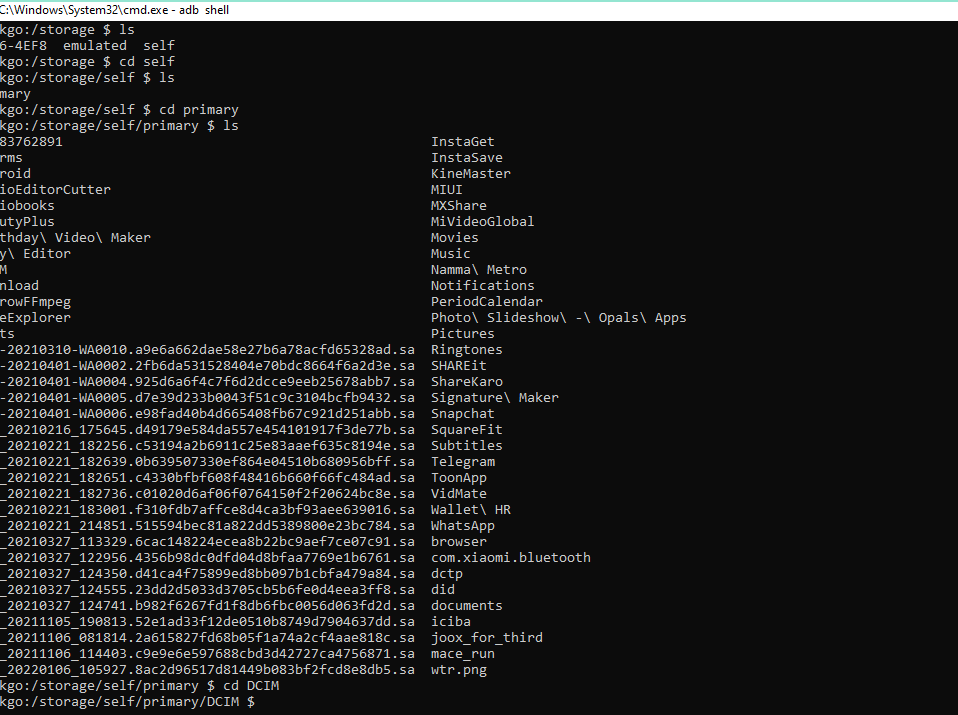 C:\Windows\System32\cmd.exe - adb shell
kgo:/storage $ ls
6-4EF8  emulated  self
kgo:/storage $ cd self
kgo:/storage/self $ ls
mary
kgo:/storage/self $ cd primary
kgo:/storage/self/primary $ ls
83762891 InstaGet
rms InstaSave
roid KineMaster
ioEditorCutter MIUI
iobooks MXShare
utyPlus MiVideoGlobal
thday\ Video\ Maker Movies
y\ Editor Music
M Namma\ Metro
nload Notifications
rowFFmpeg PeriodCalendar
eExplorer Photo\ Slideshow\ -\ Opals\ Apps
ts Pictures
-20210310-WA0010.a9e6a662dae58e27b6a78acfd65328ad.sa Ringtones
-20210401-WA0002.2fb6da531528404e70bdc8664f6a2d3e.sa SHAREit
-20210401-WA0004.925d6a6f4c7f6d2dcce9eeb25678abb7.sa ShareKaro
-20210401-WA0005.d7e39d233b0043f51c9c3104bcfb9432.sa Signature\ Maker
-20210401-WA0006.e98fad40b4d665408fb67c921d251abb.sa Snapchat
_20210216_175645.d49179e584da557e454101917f3de77b.sa SquareFit
_20210221_182256.c53194a2b6911c25e83aaef635c8194e.sa Subtitles
_20210221_182639.0b639507330ef864e04510b680956bff.sa Telegram
_20210221_182651.c4330bfbf608f48416b660f66fc484ad.sa ToonApp
_20210221_182736.c01020d6af06f0764150f2f20624bc8e.sa VidMate
_20210221_183001.f310fdb7affce8d4ca3bf93aee639016.sa Wallet\ HR
_20210221_214851.515594bec81a822dd5389800e23bc784.sa WhatsApp
_20210327_113329.6cac148224ecea8b22bc9aef7ce07c91.sa browser
_20210327_122956.4356b98dc0dfd04d8bfaa7769e1b6761.sa com.xiaomi.bluetooth
_20210327_124350.d41ca4f75899ed8bb097b1cbfa479a84.sa dctp
_20210327_124555.23dd2d5033d3705cb5b6fe0d4eea3ff8.sa did
_20210327_124741.b982f6267fd1f8db6fbc0056d063fd2d.sa documents
_20211105_190813.52e1ad33f12de0510b8749d7904637dd.sa iciba
_20211106_081814.2a615827fd68b05f1a74a2cf4aae818c.sa joox_for_third
_20211106_114403.c9e9e6e597688cbd3d42727ca4756871.sa mace_run
_20220106_105927.8ac2d96517d81449b083bf2fcd8e8db5.sa wtr.png
kgo:/storage/self/primary $ cd DCIM
kgo:/storage/self/primary/DCIM $